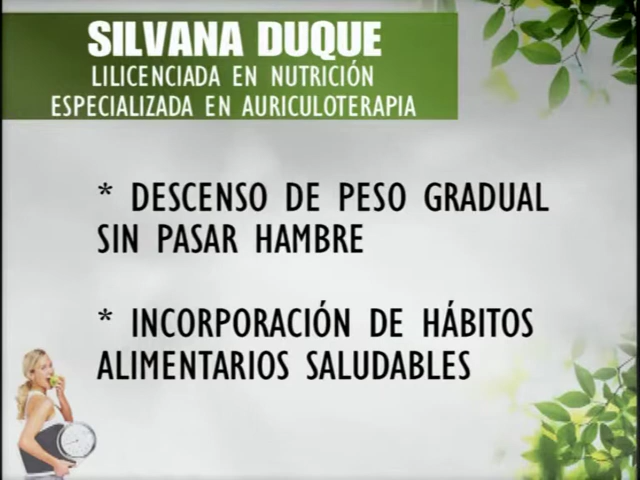 SILVANA DUQUE
LILICENCIADA EN NUTRICIÓN
ESPECIALIZADA EN AURICULOTERAPIA
* DESCENSO DE PESO GRADUAL
SIN PASAR HAMBRE
* INCORPORACIÓN DE HÁBITOS
ALIMENTARIOS SALUDABLES